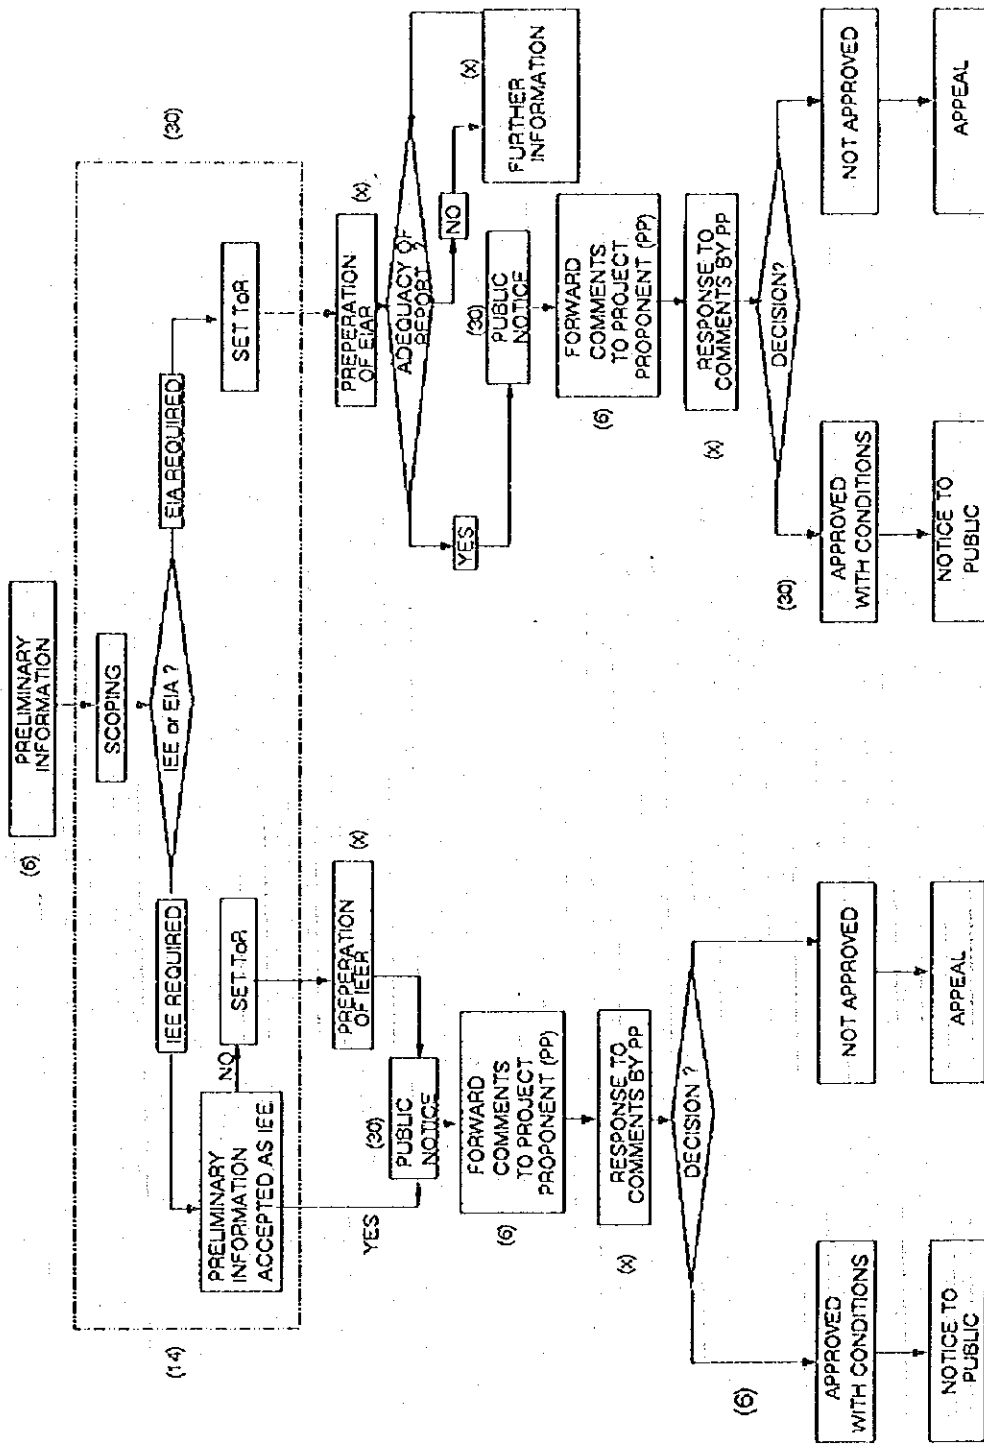 (6)
PRELIMINARY
INFORMATION
(14)
(30)
SCOPING
IEE or EIA ?
IEE REQUIRED
EIA REQUIRED
PRELIMINARY
INFORMATION
ACCEPTED AS IEE
NO
SET ToR
SET ToR
YES
PREPERATION
OF IEER
(x)
(30)
PUBLIC
NOTICE
(6)
FORWARD
COMMENTS
TO PROJECT
PROPONENT (PP)
(x)
RESPONSE TO
COMMENTS BY PP
DECISION ?
(6)
APPROVED
WITH CONDITIONS
NOT APPROVED
NOTICE TO
PUBLIC
APPEAL
PREPERATION
OF EIAR
(x)
ADEQUACY OF
REPORT ?
YES
NO
(x)
FURTHER
INFORMATION
(30)
PUBLIC
NOTICE
(6)
FORWARD
COMMENTS
TO PROJECT
PROPONENT (PP)
(x)
RESPONSE TO
COMMENTS BY PP
DECISION?
(30)
APPROVED
WITH CONDITIONS
NOT APPROVED
NOTICE TO
PUBLIC
APPEAL